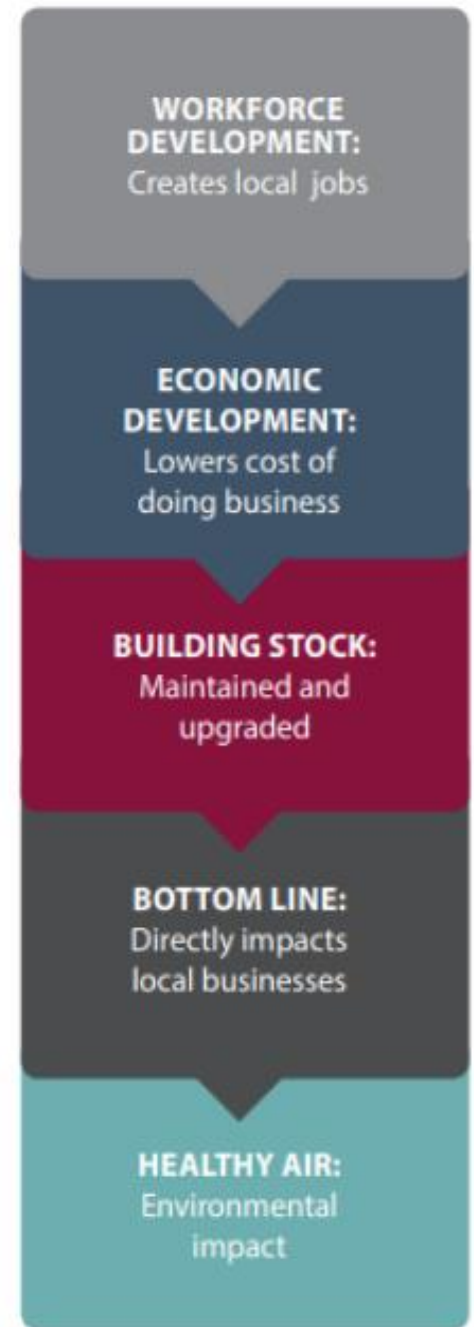 WORKFORCE
DEVELOPMENT:
Creates local jobs
ECONOMIC
DEVELOPMENT:
Lowers cost of
doing business
BUILDING STOCK:
Maintained and
upgraded
BOTTOM LINE:
Directly impacts
local businesses
HEALTHY AIR:
Environmental
impact